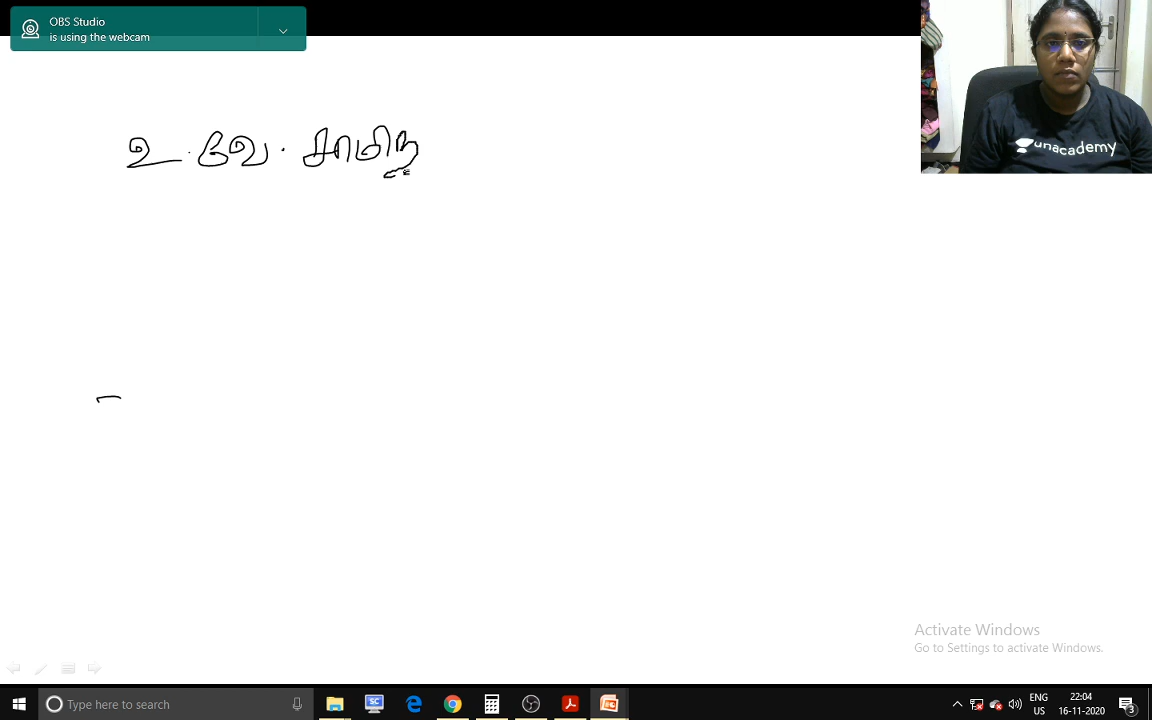 OBS Studio
is using the webcam
unacademy
உ.வே.சாமிந
Activate Windows
Go to Settings to activate Windows.
Type here to search
ENG
US
22:04
16-11-2020
3